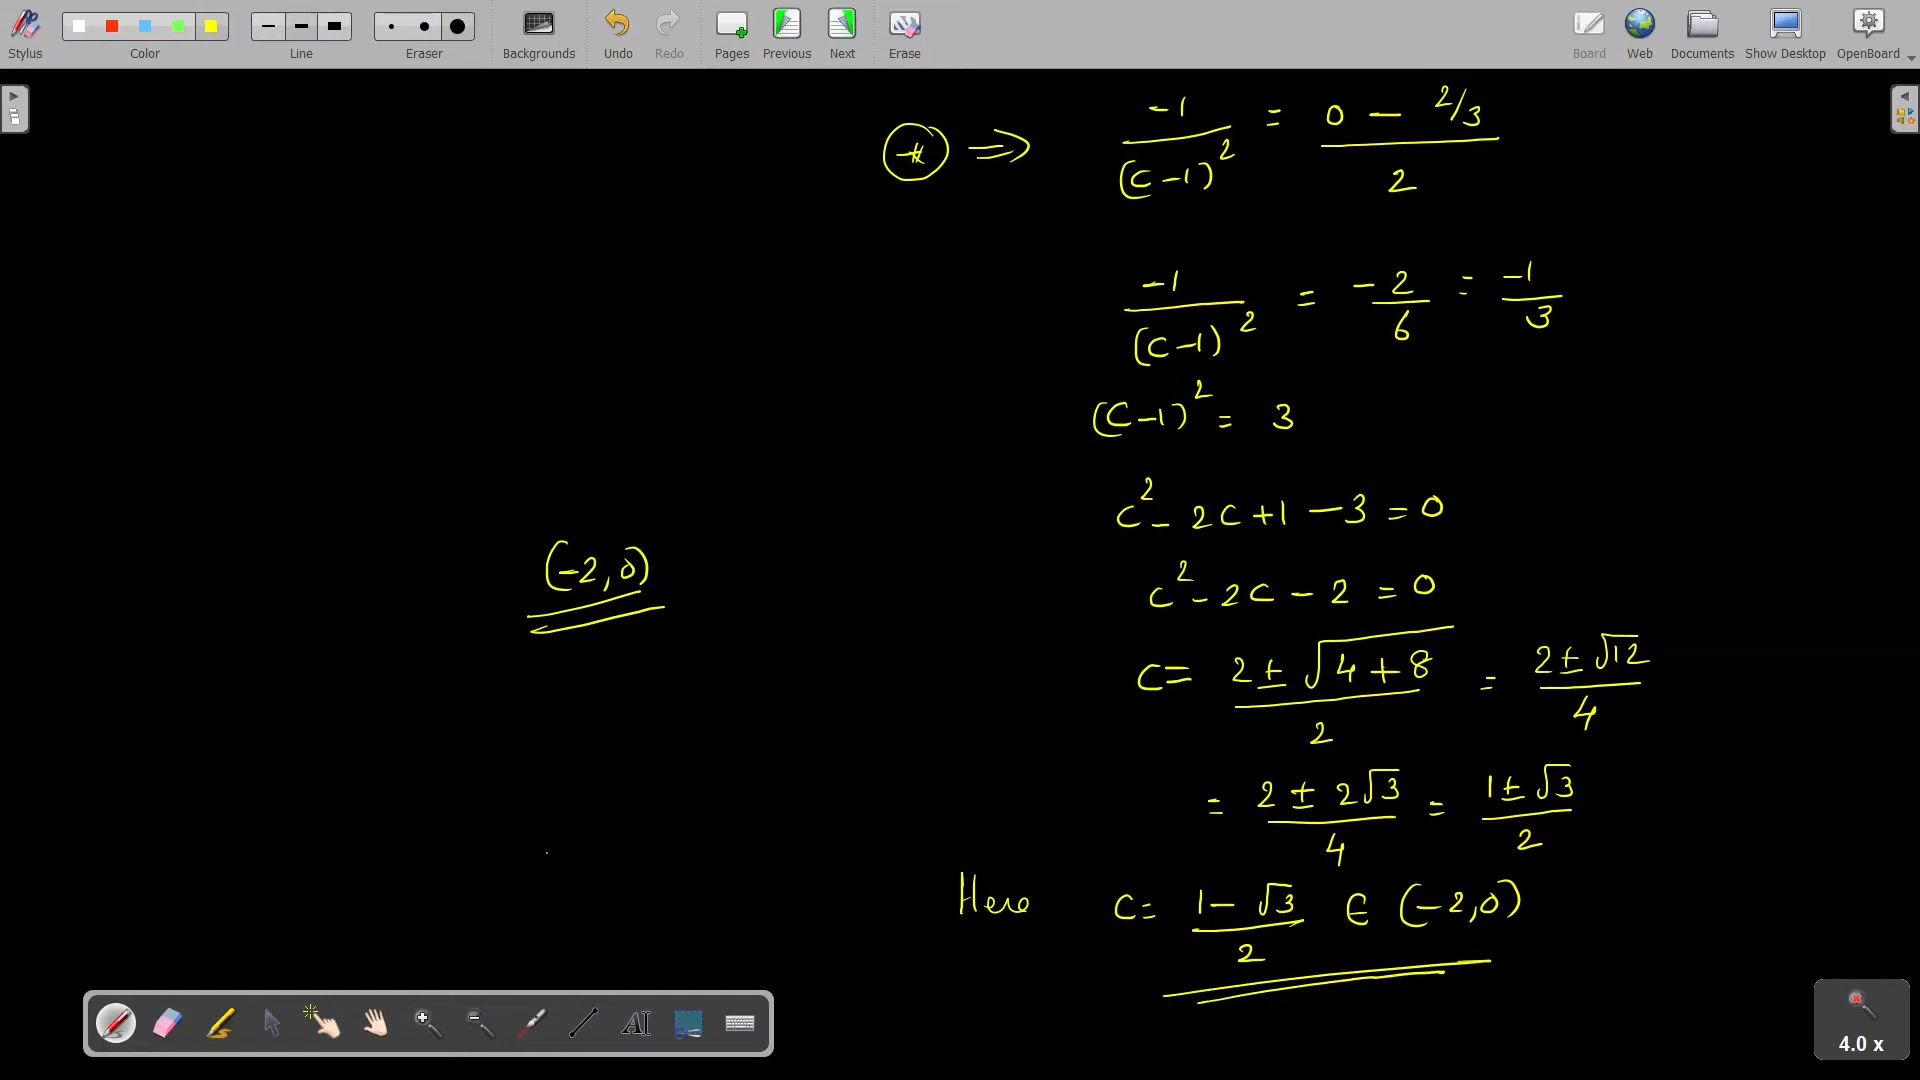 Stylus Color Line Eraser Backgrounds Undo Redo Pages Previous Next Erase Board Web Documents Show Desktop OpenBoard
* ⇒ -1/(c-1)^2 = (0 - 2/3)/2
-1/(c-1)^2 = -2/6 = -1/3
(c-1)^2 = 3
c^2 - 2c + 1 - 3 = 0
(-2,0)
c^2 - 2c - 2 = 0
c = (2 ± √(4+8))/2 = (2 ± √12)/4
= (2 ± 2√3)/4 = (1 ± √3)/2
Here c = (1 - √3)/2 ∈ (-2,0)
AI
4.0 x